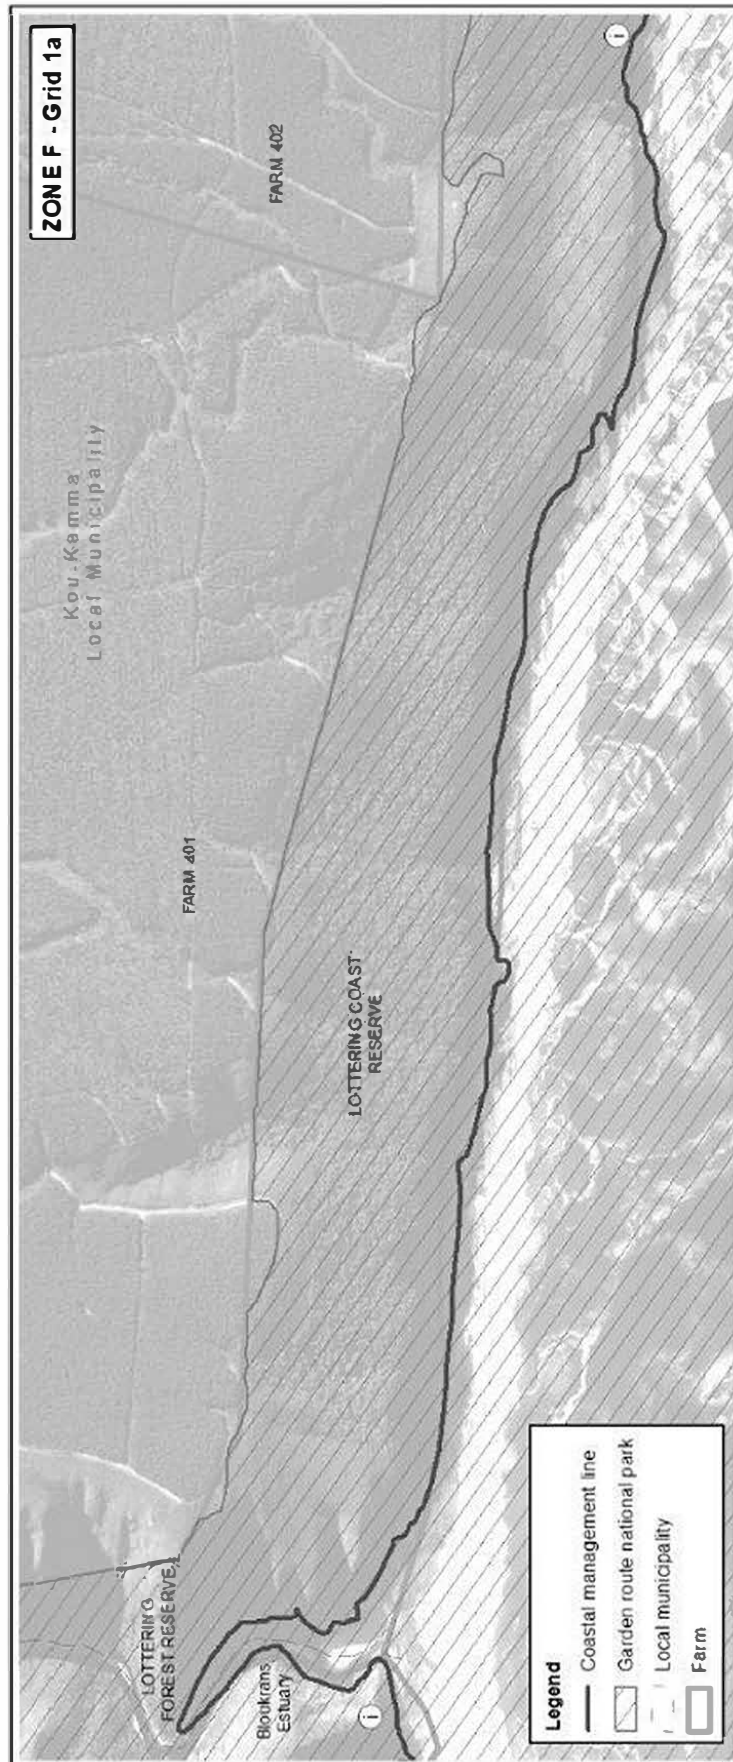 ZONE F - Grid 1a
FARM 402
Kou-Kamma
Local Municipality
FARM 401
LOTTERING COAST
RESERVE
LOTTERING
FOREST RESERVE
Bloukrans
Estuary
i
i
Legend
Coastal management line
Garden route national park
Local municipality
Farm